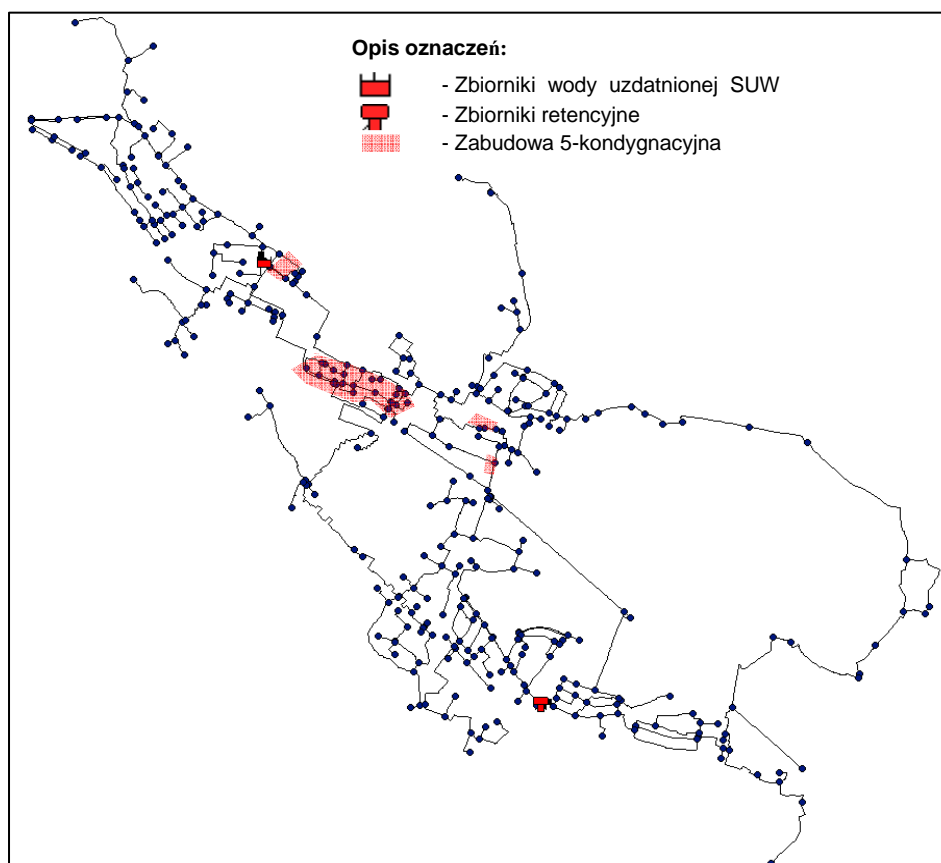 Opis oznaczeń:
- Zbiorniki wody uzdatnionej SUW
- Zbiorniki retencyjne
- Zabudowa 5-kondygnacyjna